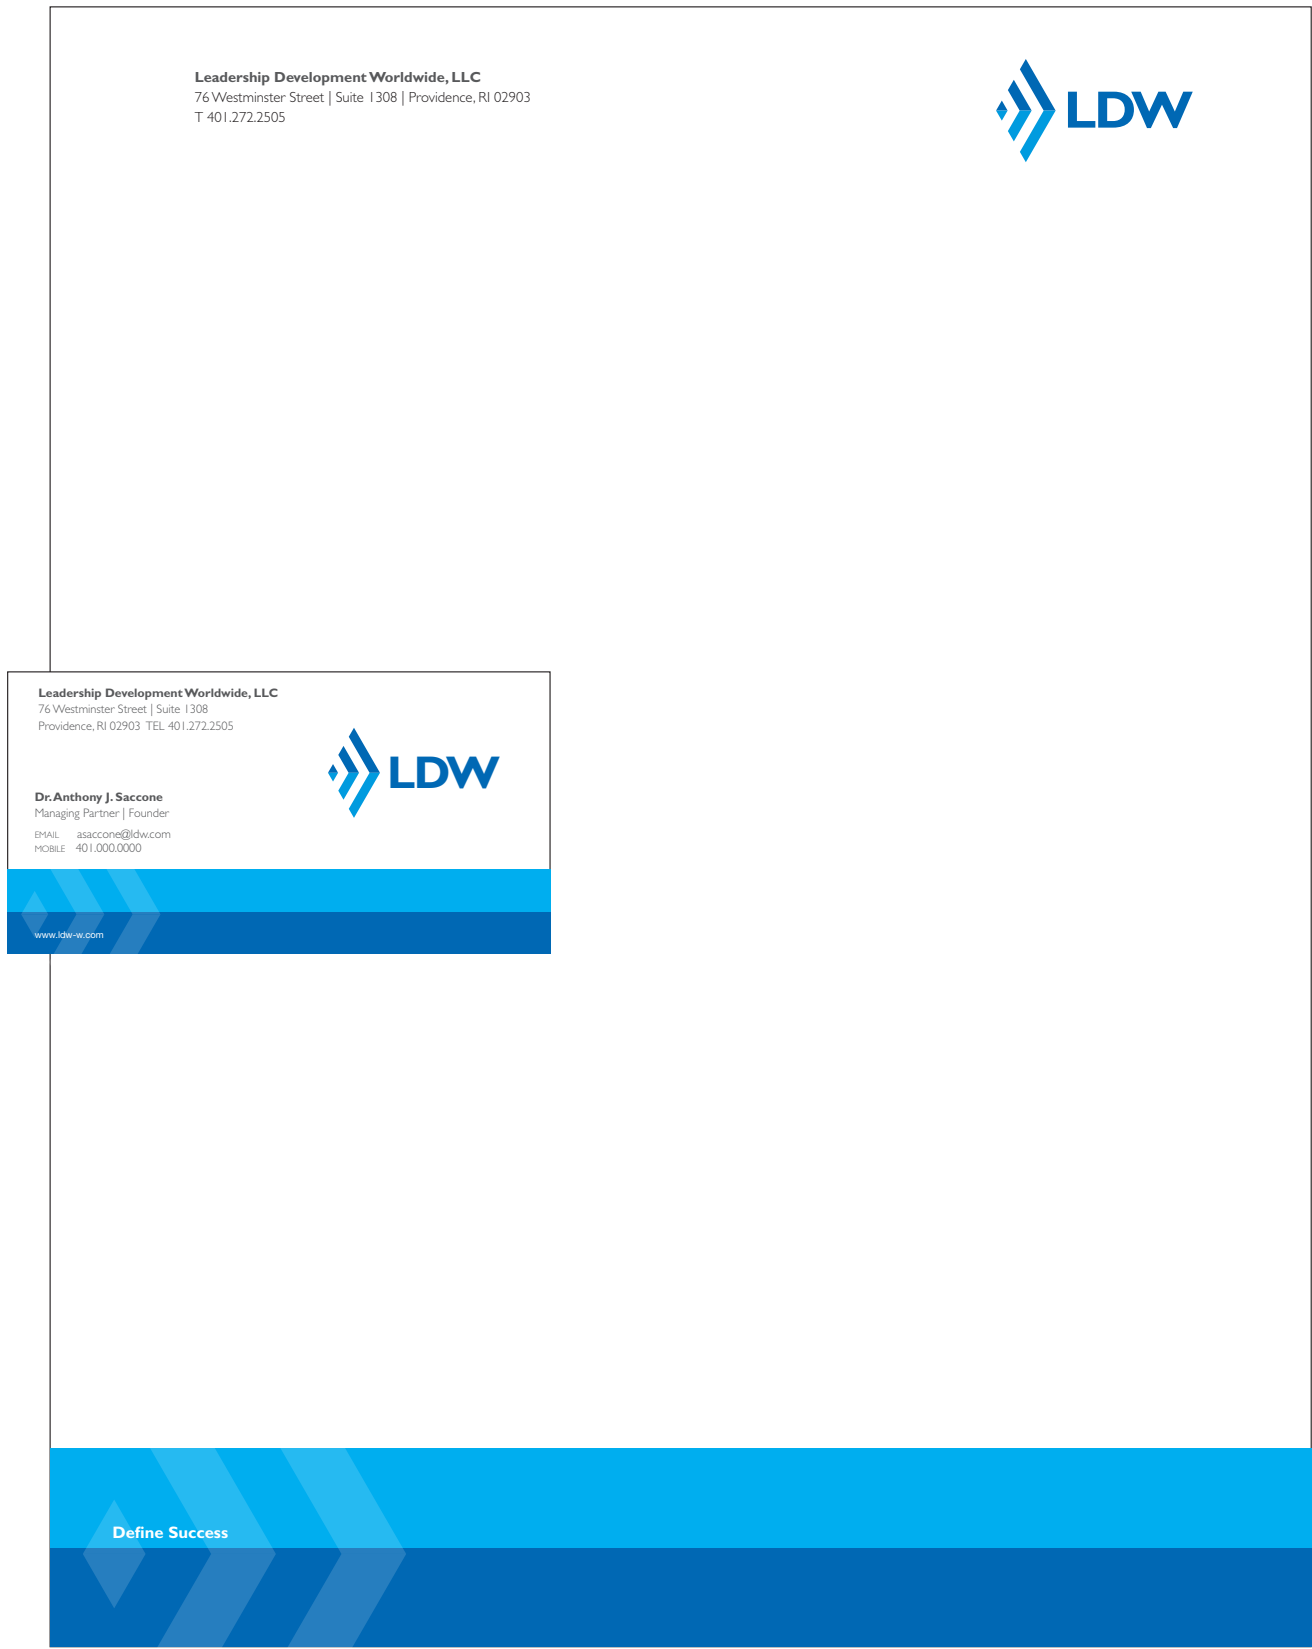 Leadership Development Worldwide, LLC
76 Westminster Street | Suite 1308 | Providence, RI 02903
T 401.272.2505
LDW
Leadership Development Worldwide, LLC
76 Westminster Street | Suite 1308
Providence, RI 02903 TEL 401.272.2505
LDW
Dr. Anthony J. Saccone
Managing Partner | Founder
EMAIL asaccone@ldw.com
MOBILE 401.000.0000
www.ldw-w.com
Define Success